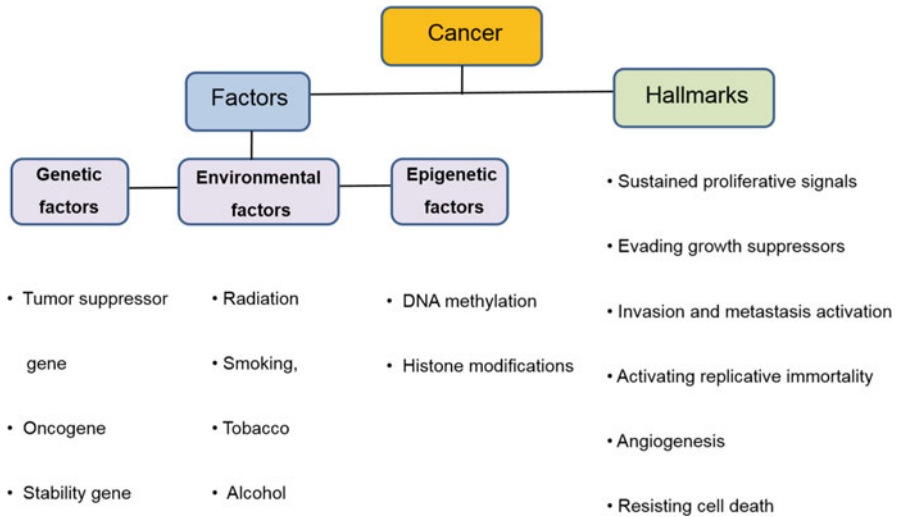 Cancer
Factors
Hallmarks
Genetic
factors
Environmental
factors
Epigenetic
factors
• Tumor suppressor
gene
• Oncogene
• Stability gene
• Radiation
• Smoking,
• Tobacco
• Alcohol
• DNA methylation
• Histone modifications
• Sustained proliferative signals
• Evading growth suppressors
• Invasion and metastasis activation
• Activating replicative immortality
• Angiogenesis
• Resisting cell death